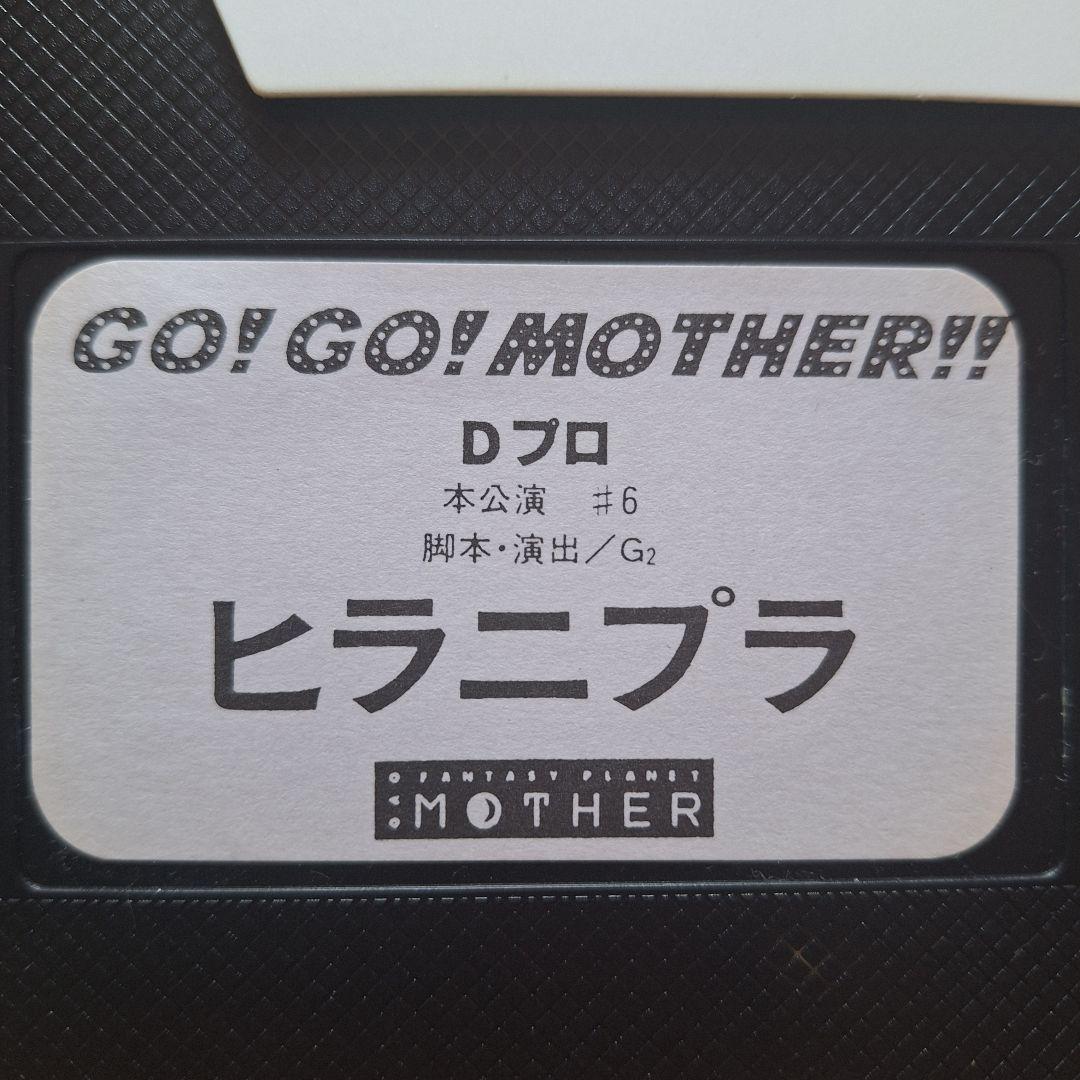 GO! GO! MOTHER!!
Dプロ
本公演　#6
脚本・演出／G₂
ヒラニプラ
FANTASY PLANET
MOTHER